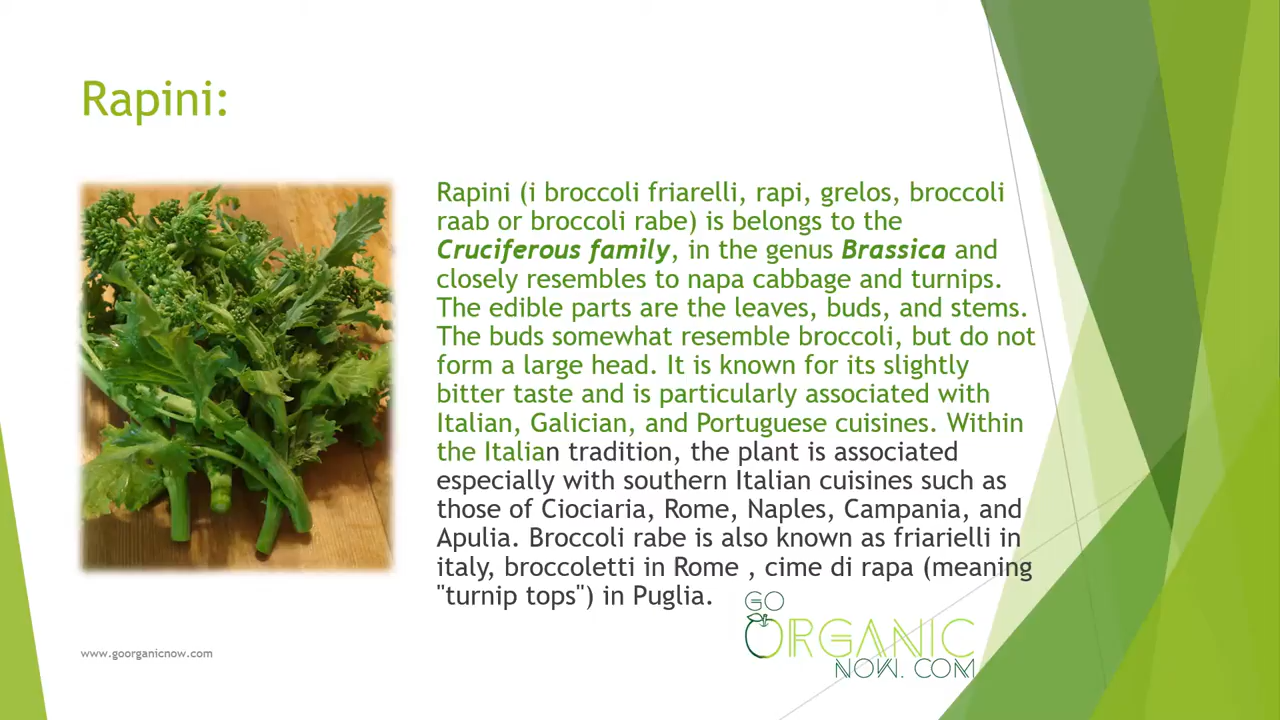 Rapini:
Rapini (i broccoli friarelli, rapi, grelos, broccoli
raab or broccoli rabe) is belongs to the
Cruciferous family, in the genus Brassica and
closely resembles to napa cabbage and turnips.
The edible parts are the leaves, buds, and stems.
The buds somewhat resemble broccoli, but do not
form a large head. It is known for its slightly
bitter taste and is particularly associated with
Italian, Galician, and Portuguese cuisines. Within
the Italian tradition, the plant is associated
especially with southern Italian cuisines such as
those of Ciociaria, Rome, Naples, Campania, and
Apulia. Broccoli rabe is also known as friarielli in
italy, broccoletti in Rome , cime di rapa (meaning
"turnip tops") in Puglia.
GO
ORGANIC
NOW. COM
www.goorganicnow.com